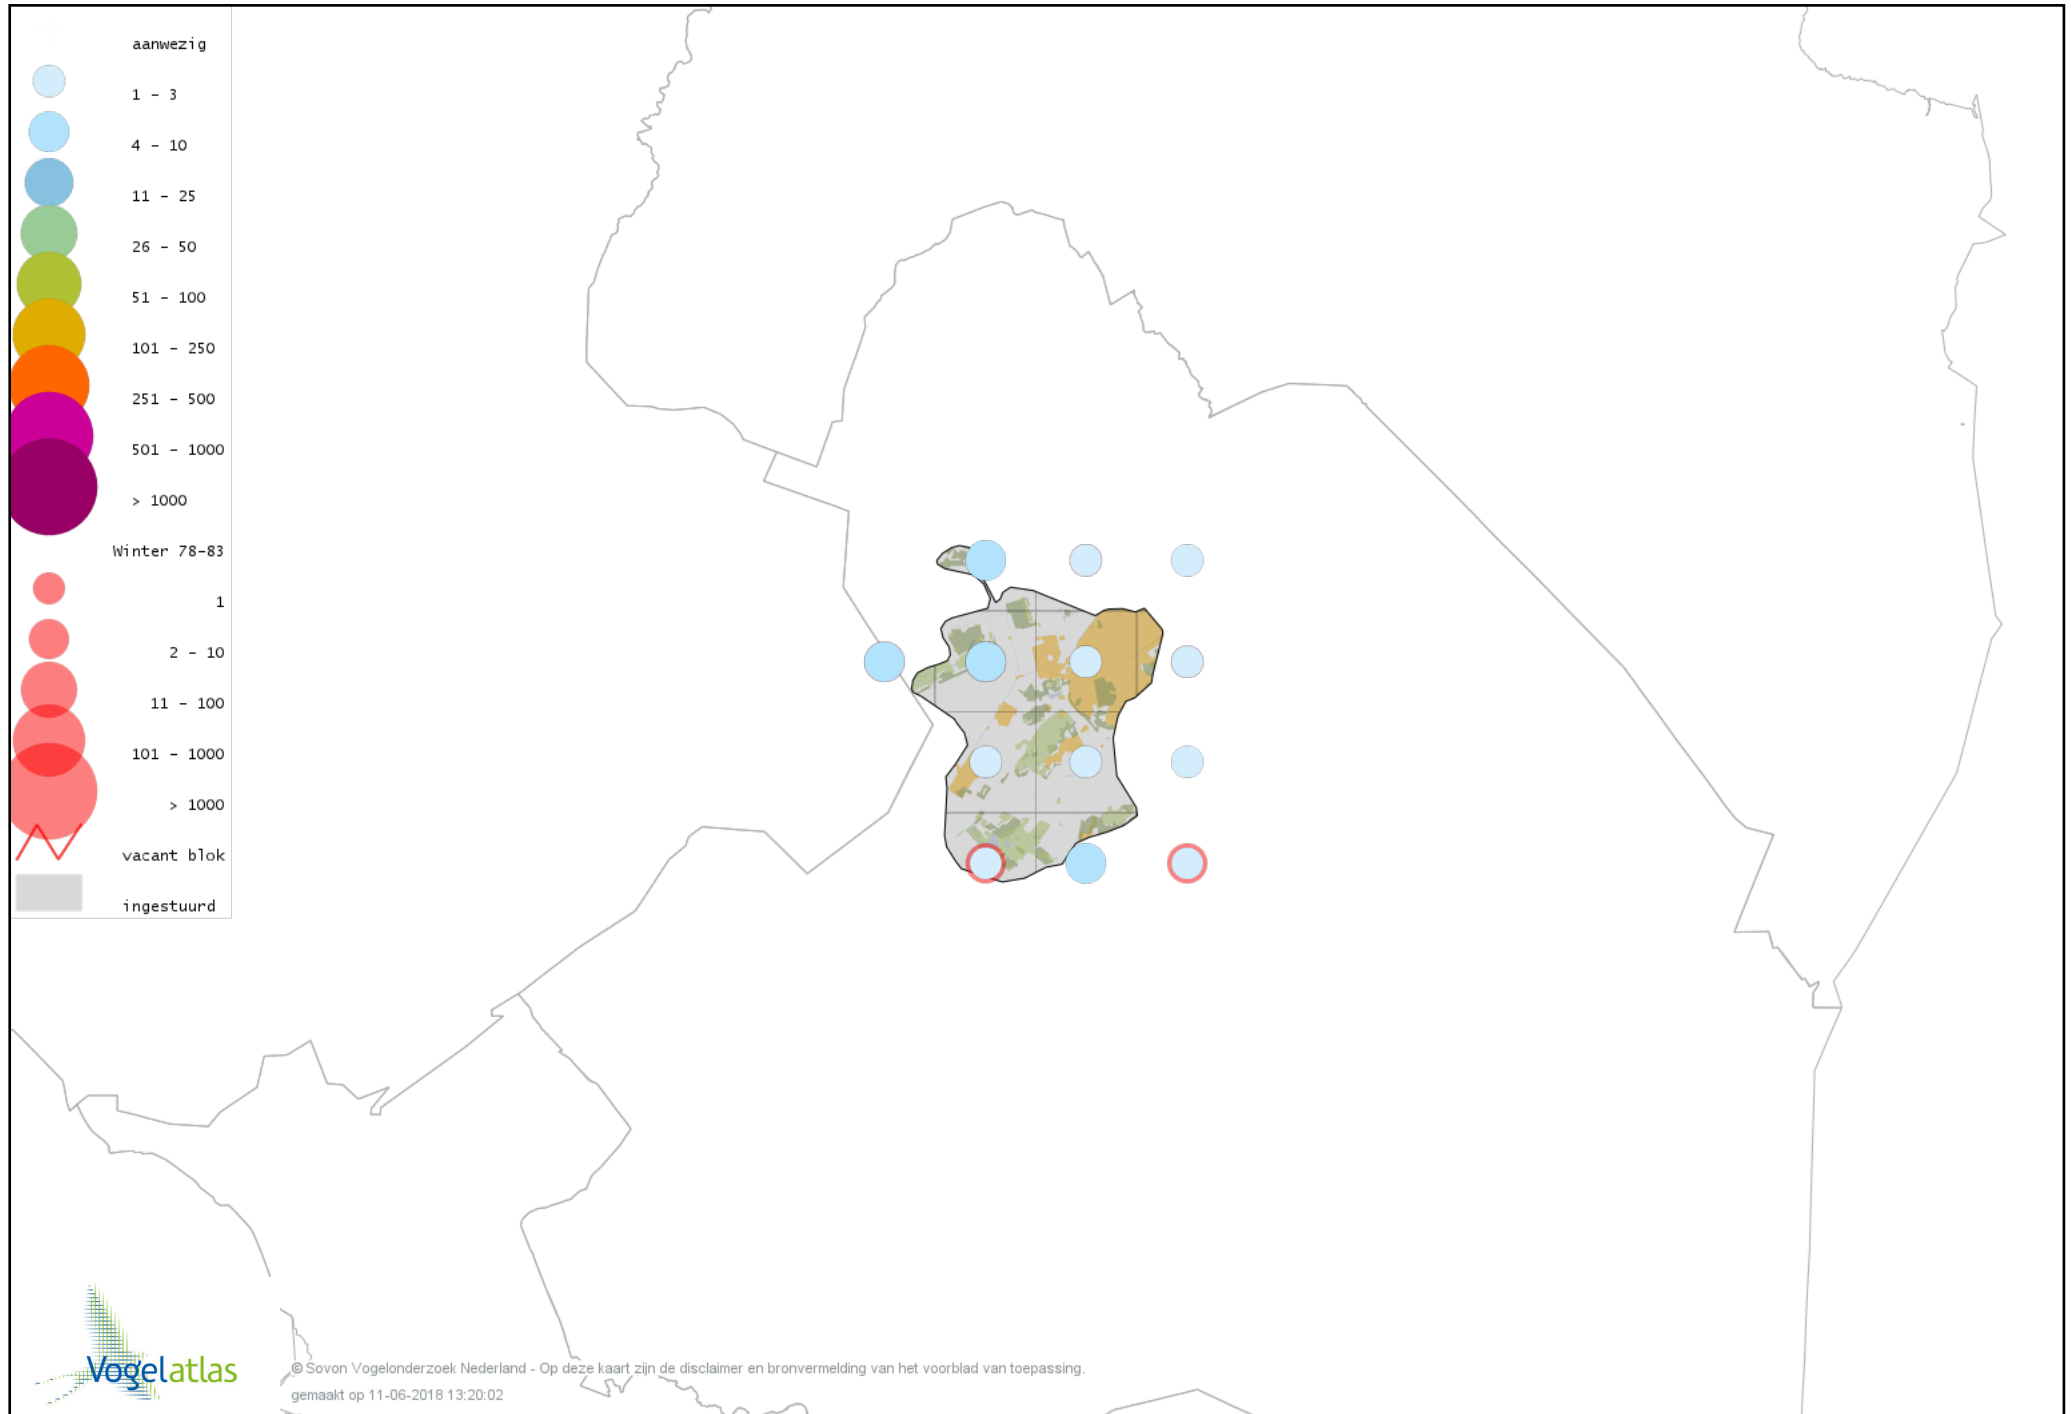 aanwezig
1 – 3
4 – 10
11 – 25
26 – 50
51 – 100
101 – 250
251 – 500
501 – 1000
> 1000
Winter 78-83
1
2 – 10
11 – 100
101 – 1000
> 1000
vacant blok
ingestuurd
Vogelatlas
© Sovon Vogelonderzoek Nederland - Op deze kaart zijn de disclaimer en bronvermelding van het voorblad van toepassing.
gemaakt op 11-06-2018 13:20:02